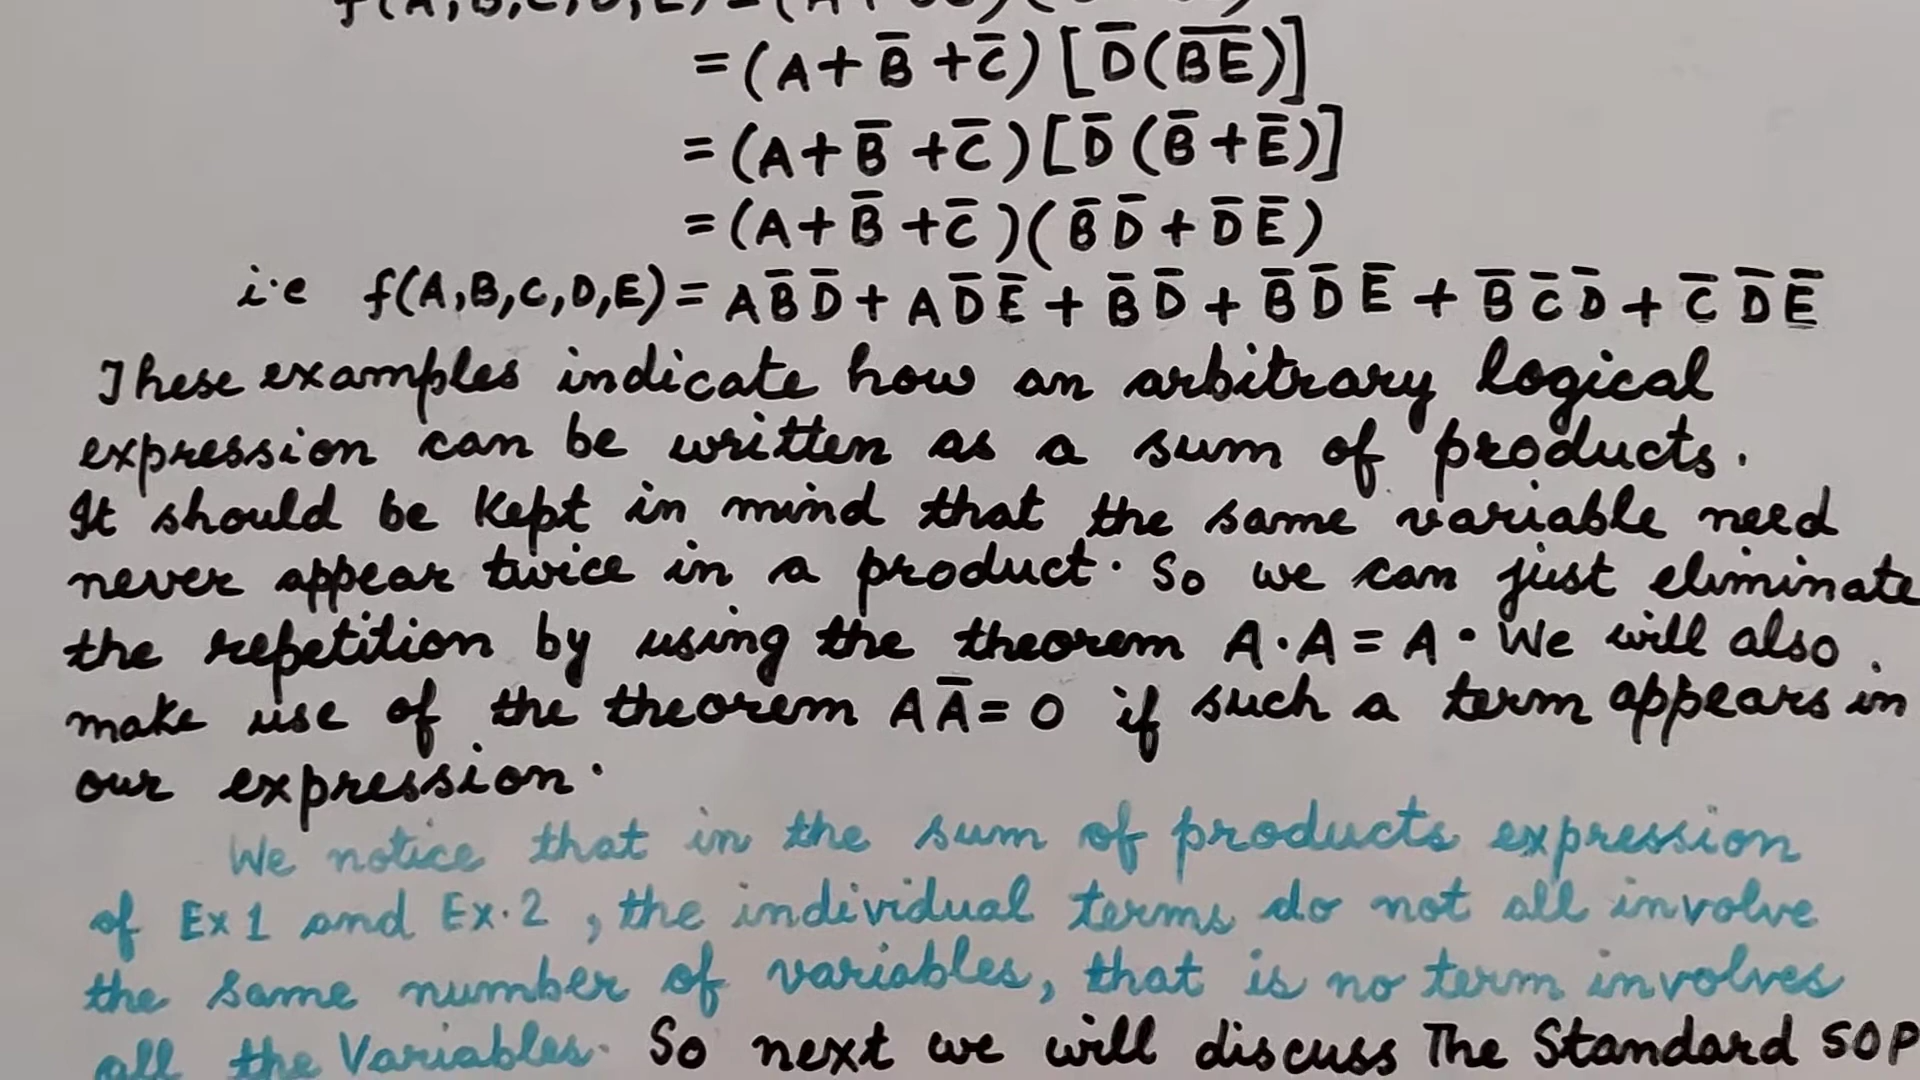 = (A + B̅ + C̅) [D̅(B̅E̅)]
= (A + B̅ + C̅) [D̅ (B̅ + E̅)]
= (A + B̅ + C̅)(B̅ D̅ + D̅ E̅)
i.e f(A,B,C,D,E) = A B̅ D̅ + A D̅ E̅ + B̅ D̅ + B̅ D̅ E̅ + B̅ C̅ D̅ + C̅ D̅ E̅
These examples indicate how an arbitrary logical
expression can be written as a sum of products.
It should be kept in mind that the same variable need
never appear twice in a product. So we can just eliminate
the repetition by using the theorem A·A = A. We will also
make use of the theorem AA̅ = 0 if such a term appears in
our expression.
We notice that in the sum of products expression
of Ex 1 and Ex.2, the individual terms do not all involve
the same number of variables, that is no term involves
all the Variables. So next we will discuss The Standard SOP